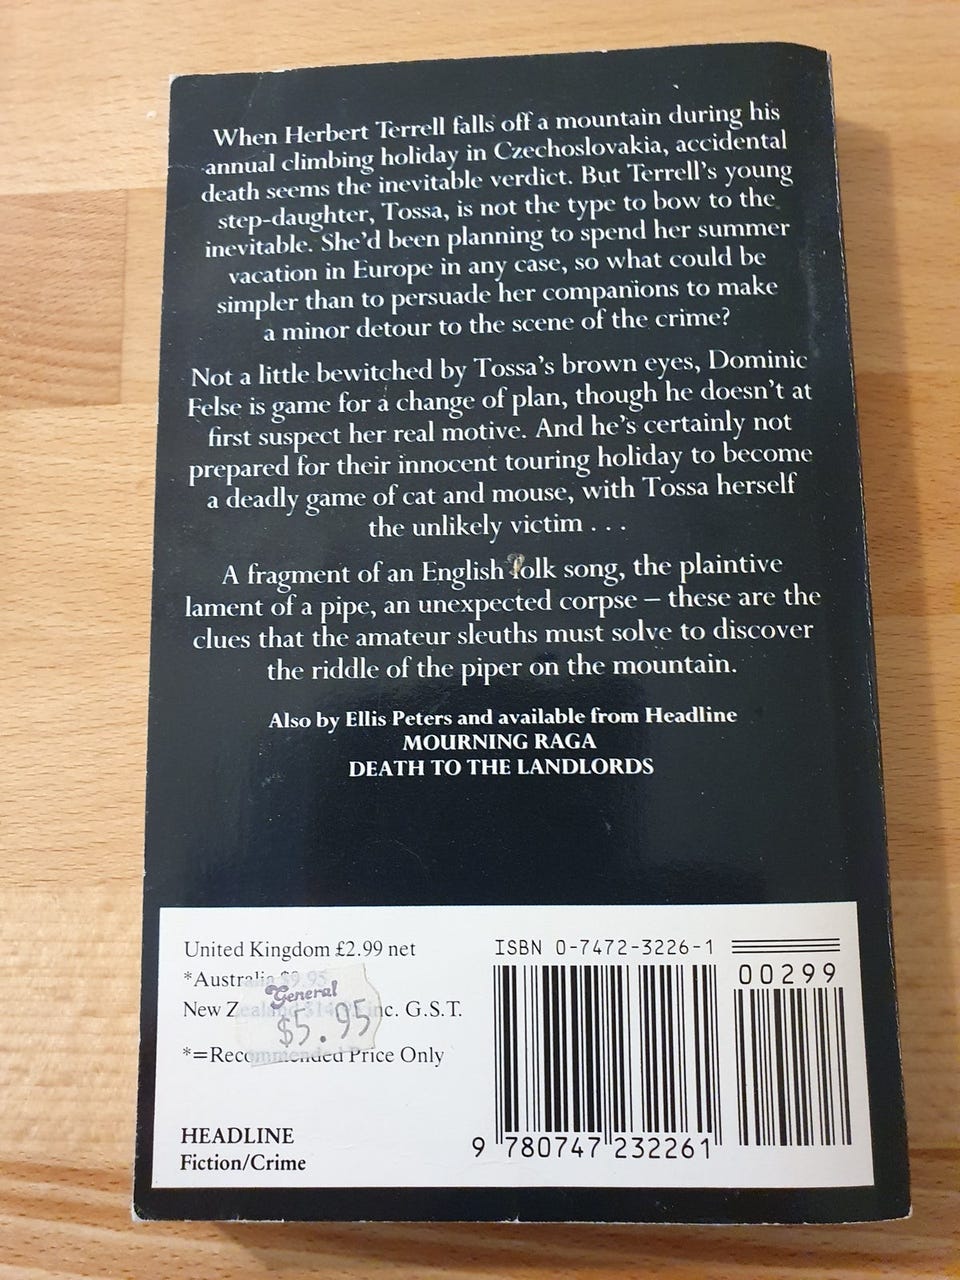 When Herbert Terrell falls off a mountain during his
annual climbing holiday in Czechoslovakia, accidental
death seems the inevitable verdict. But Terrell's young
step-daughter, Tossa, is not the type to bow to the
inevitable. She'd been planning to spend her summer
vacation in Europe in any case, so what could be
simpler than to persuade her companions to make
a minor detour to the scene of the crime?
Not a little bewitched by Tossa's brown eyes, Dominic
Felse is game for a change of plan, though he doesn't at
first suspect her real motive. And he's certainly not
prepared for their innocent touring holiday to become
a deadly game of cat and mouse, with Tossa herself
the unlikely victim . . .
A fragment of an English folk song, the plaintive
lament of a pipe, an unexpected corpse – these are the
clues that the amateur sleuths must solve to discover
the riddle of the piper on the mountain.
Also by Ellis Peters and available from Headline
MOURNING RAGA
DEATH TO THE LANDLORDS
United Kingdom £2.99 net
*Australia $9.95
New Zealand inc. G.S.T.
*=Recommended Price Only
General
$5.95
HEADLINE
Fiction/Crime
ISBN 0-7472-3226-1
00299
9 780747 232261